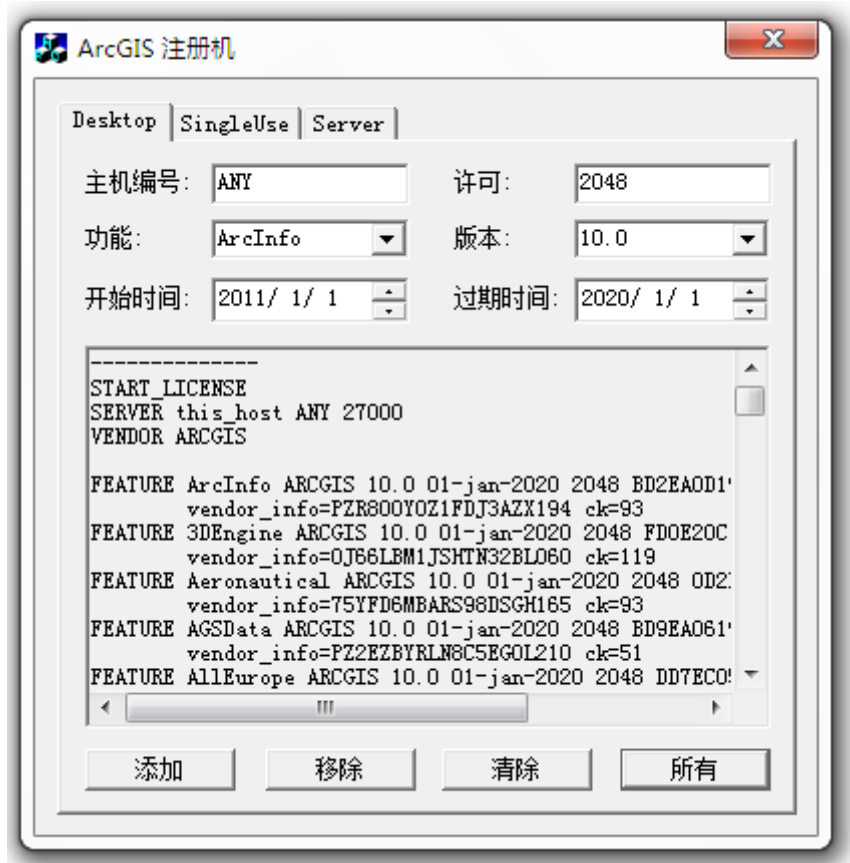 ArcGIS 注册机
Desktop SingleUse Server
主机编号: ANY 许可: 2048
功能: ArcInfo 版本: 10.0
开始时间: 2011/ 1/ 1 过期时间: 2020/ 1/ 1
--------------
START_LICENSE
SERVER this_host ANY 27000
VENDOR ARCGIS
FEATURE ArcInfo ARCGIS 10.0 01-jan-2020 2048
vendor_info=PZR800YOZ1FDJ3AZX194 ck=93
FEATURE 3DEngine ARCGIS 10.0 01-jan-2020 2048
vendor_info=0J66LBM1JSHTN32BL060 ck=119
FEATURE Aeronautical ARCGIS 10.0 01-jan-2020 2048
vendor_info=75YFD6MBARS98DSGH165 ck=93
FEATURE AGSData ARCGIS 10.0 01-jan-2020 2048
vendor_info=PZ2EZBYRLN8C5EGOL210 ck=51
FEATURE AllEurope ARCGIS 10.0 01-jan-2020 2048
添加 移除 清除 所有